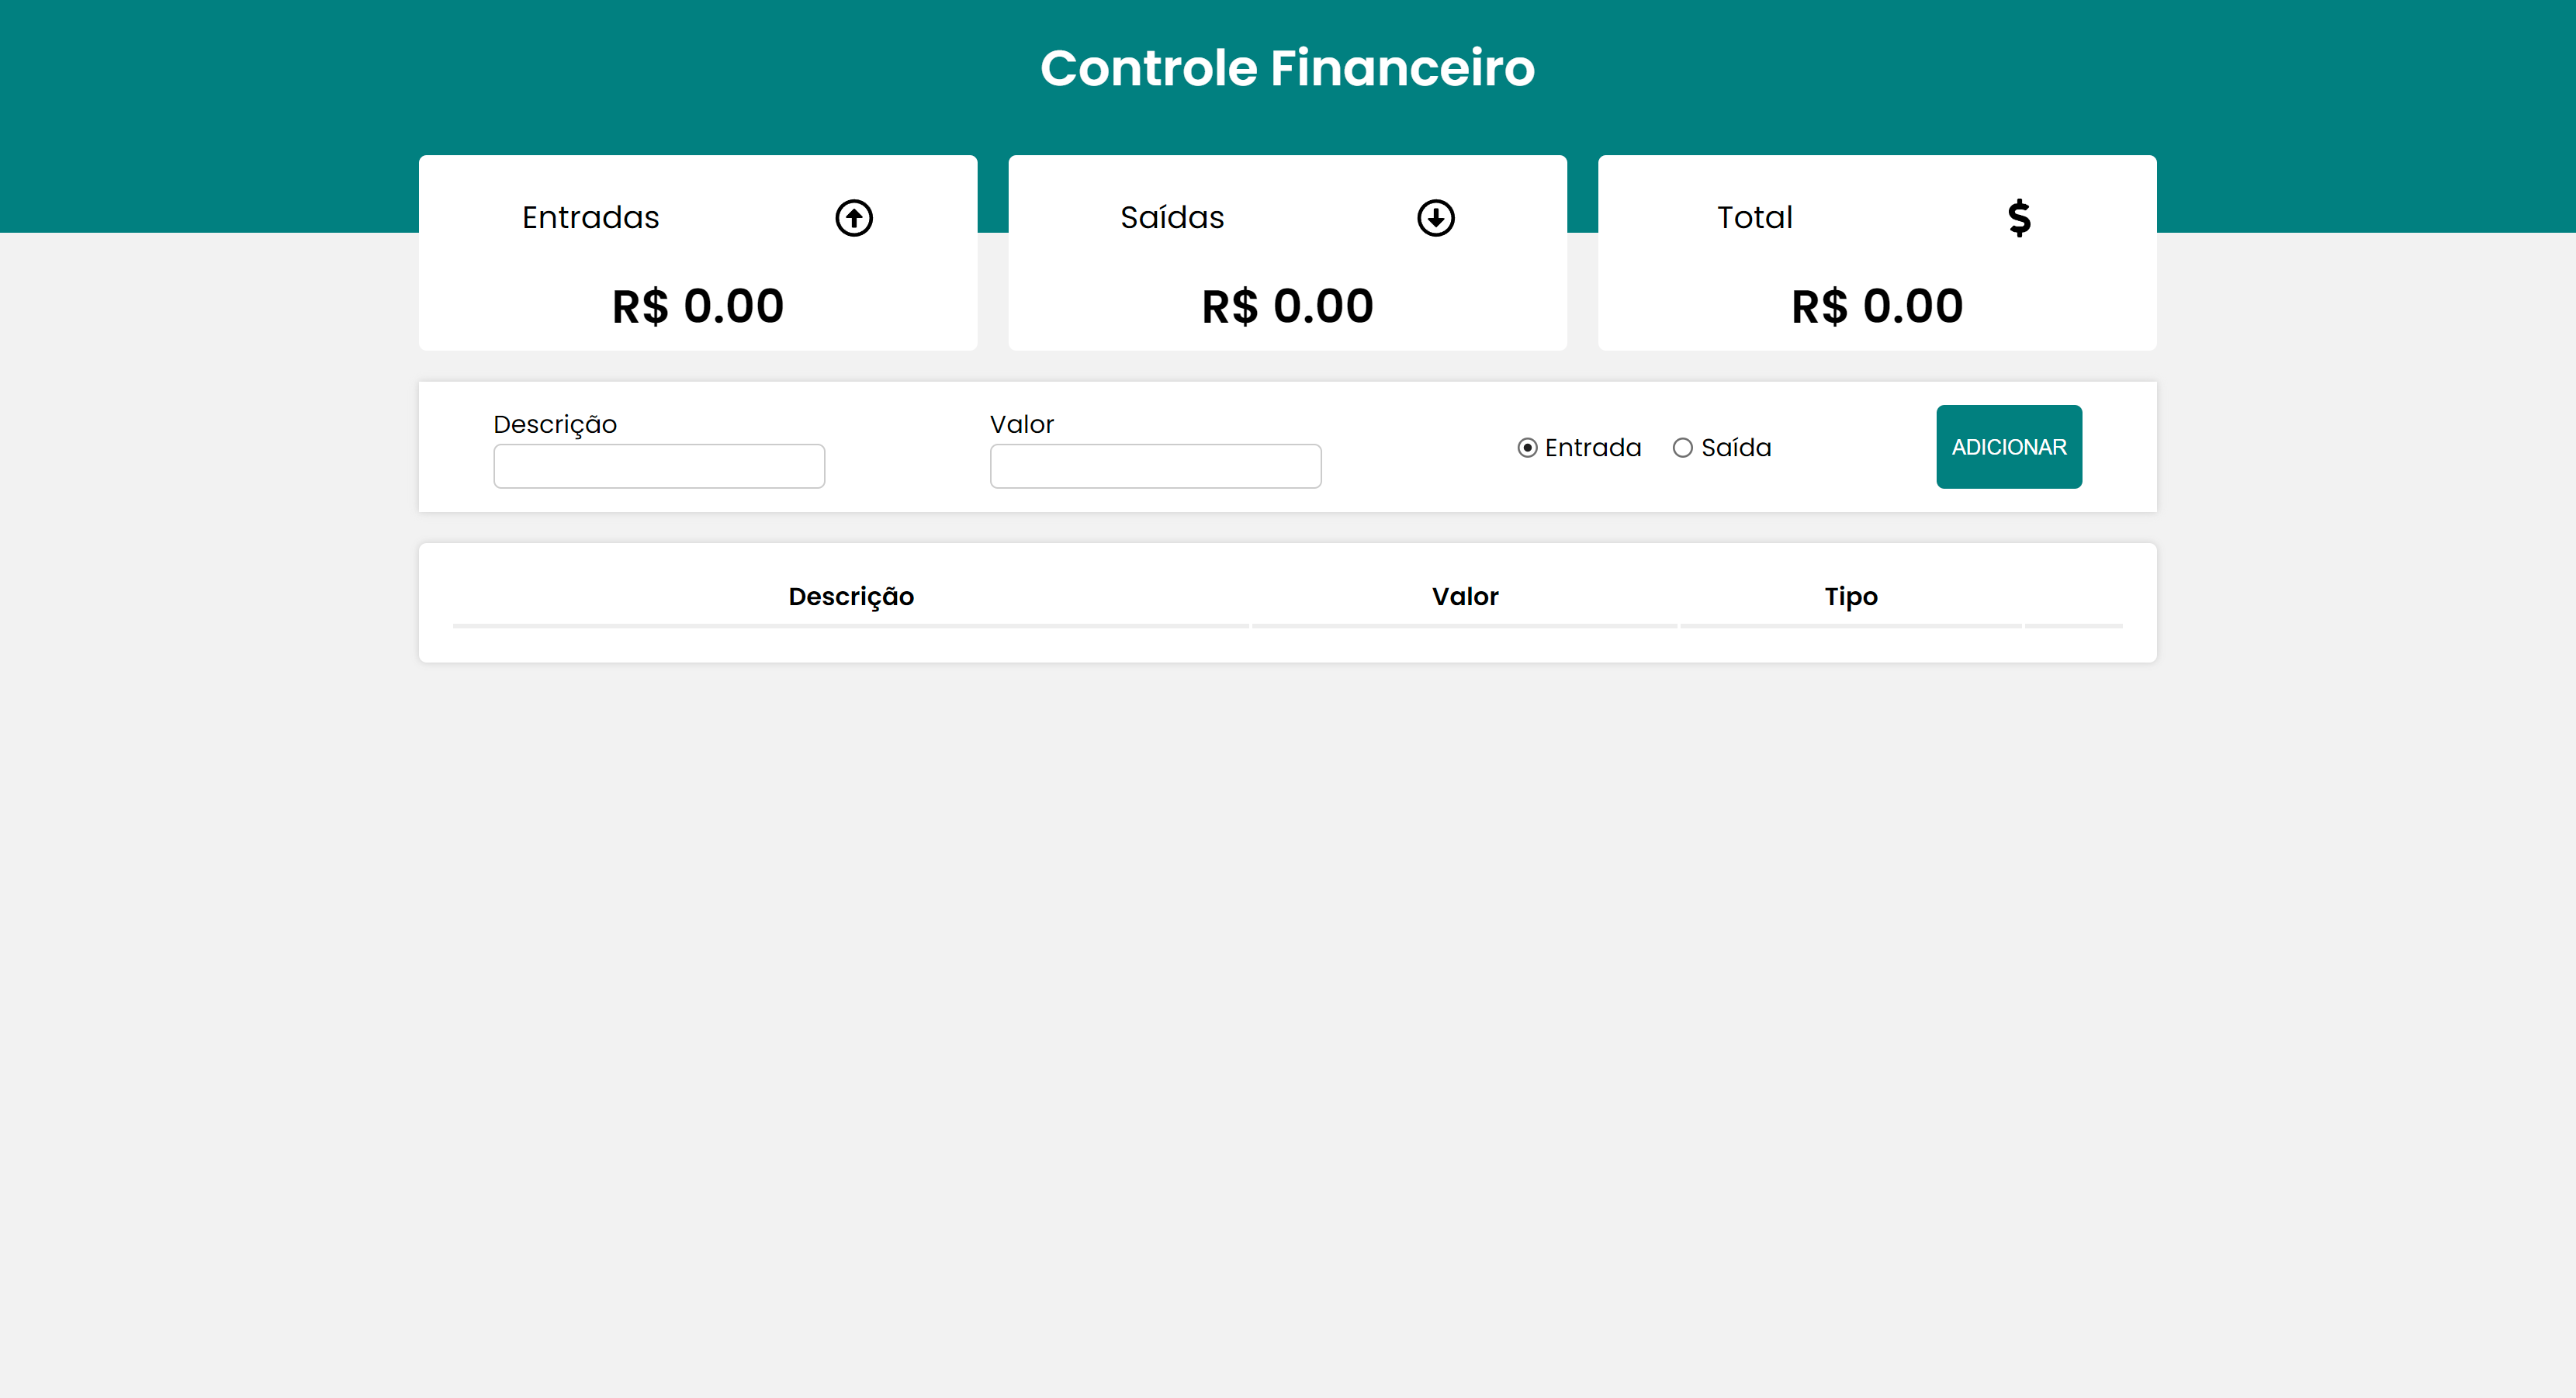 Controle Financeiro
Entradas
R$ 0.00
Saídas
R$ 0.00
Total
$
R$ 0.00
Descrição
Valor
Entrada
Saída
ADICIONAR
Descrição Valor Tipo